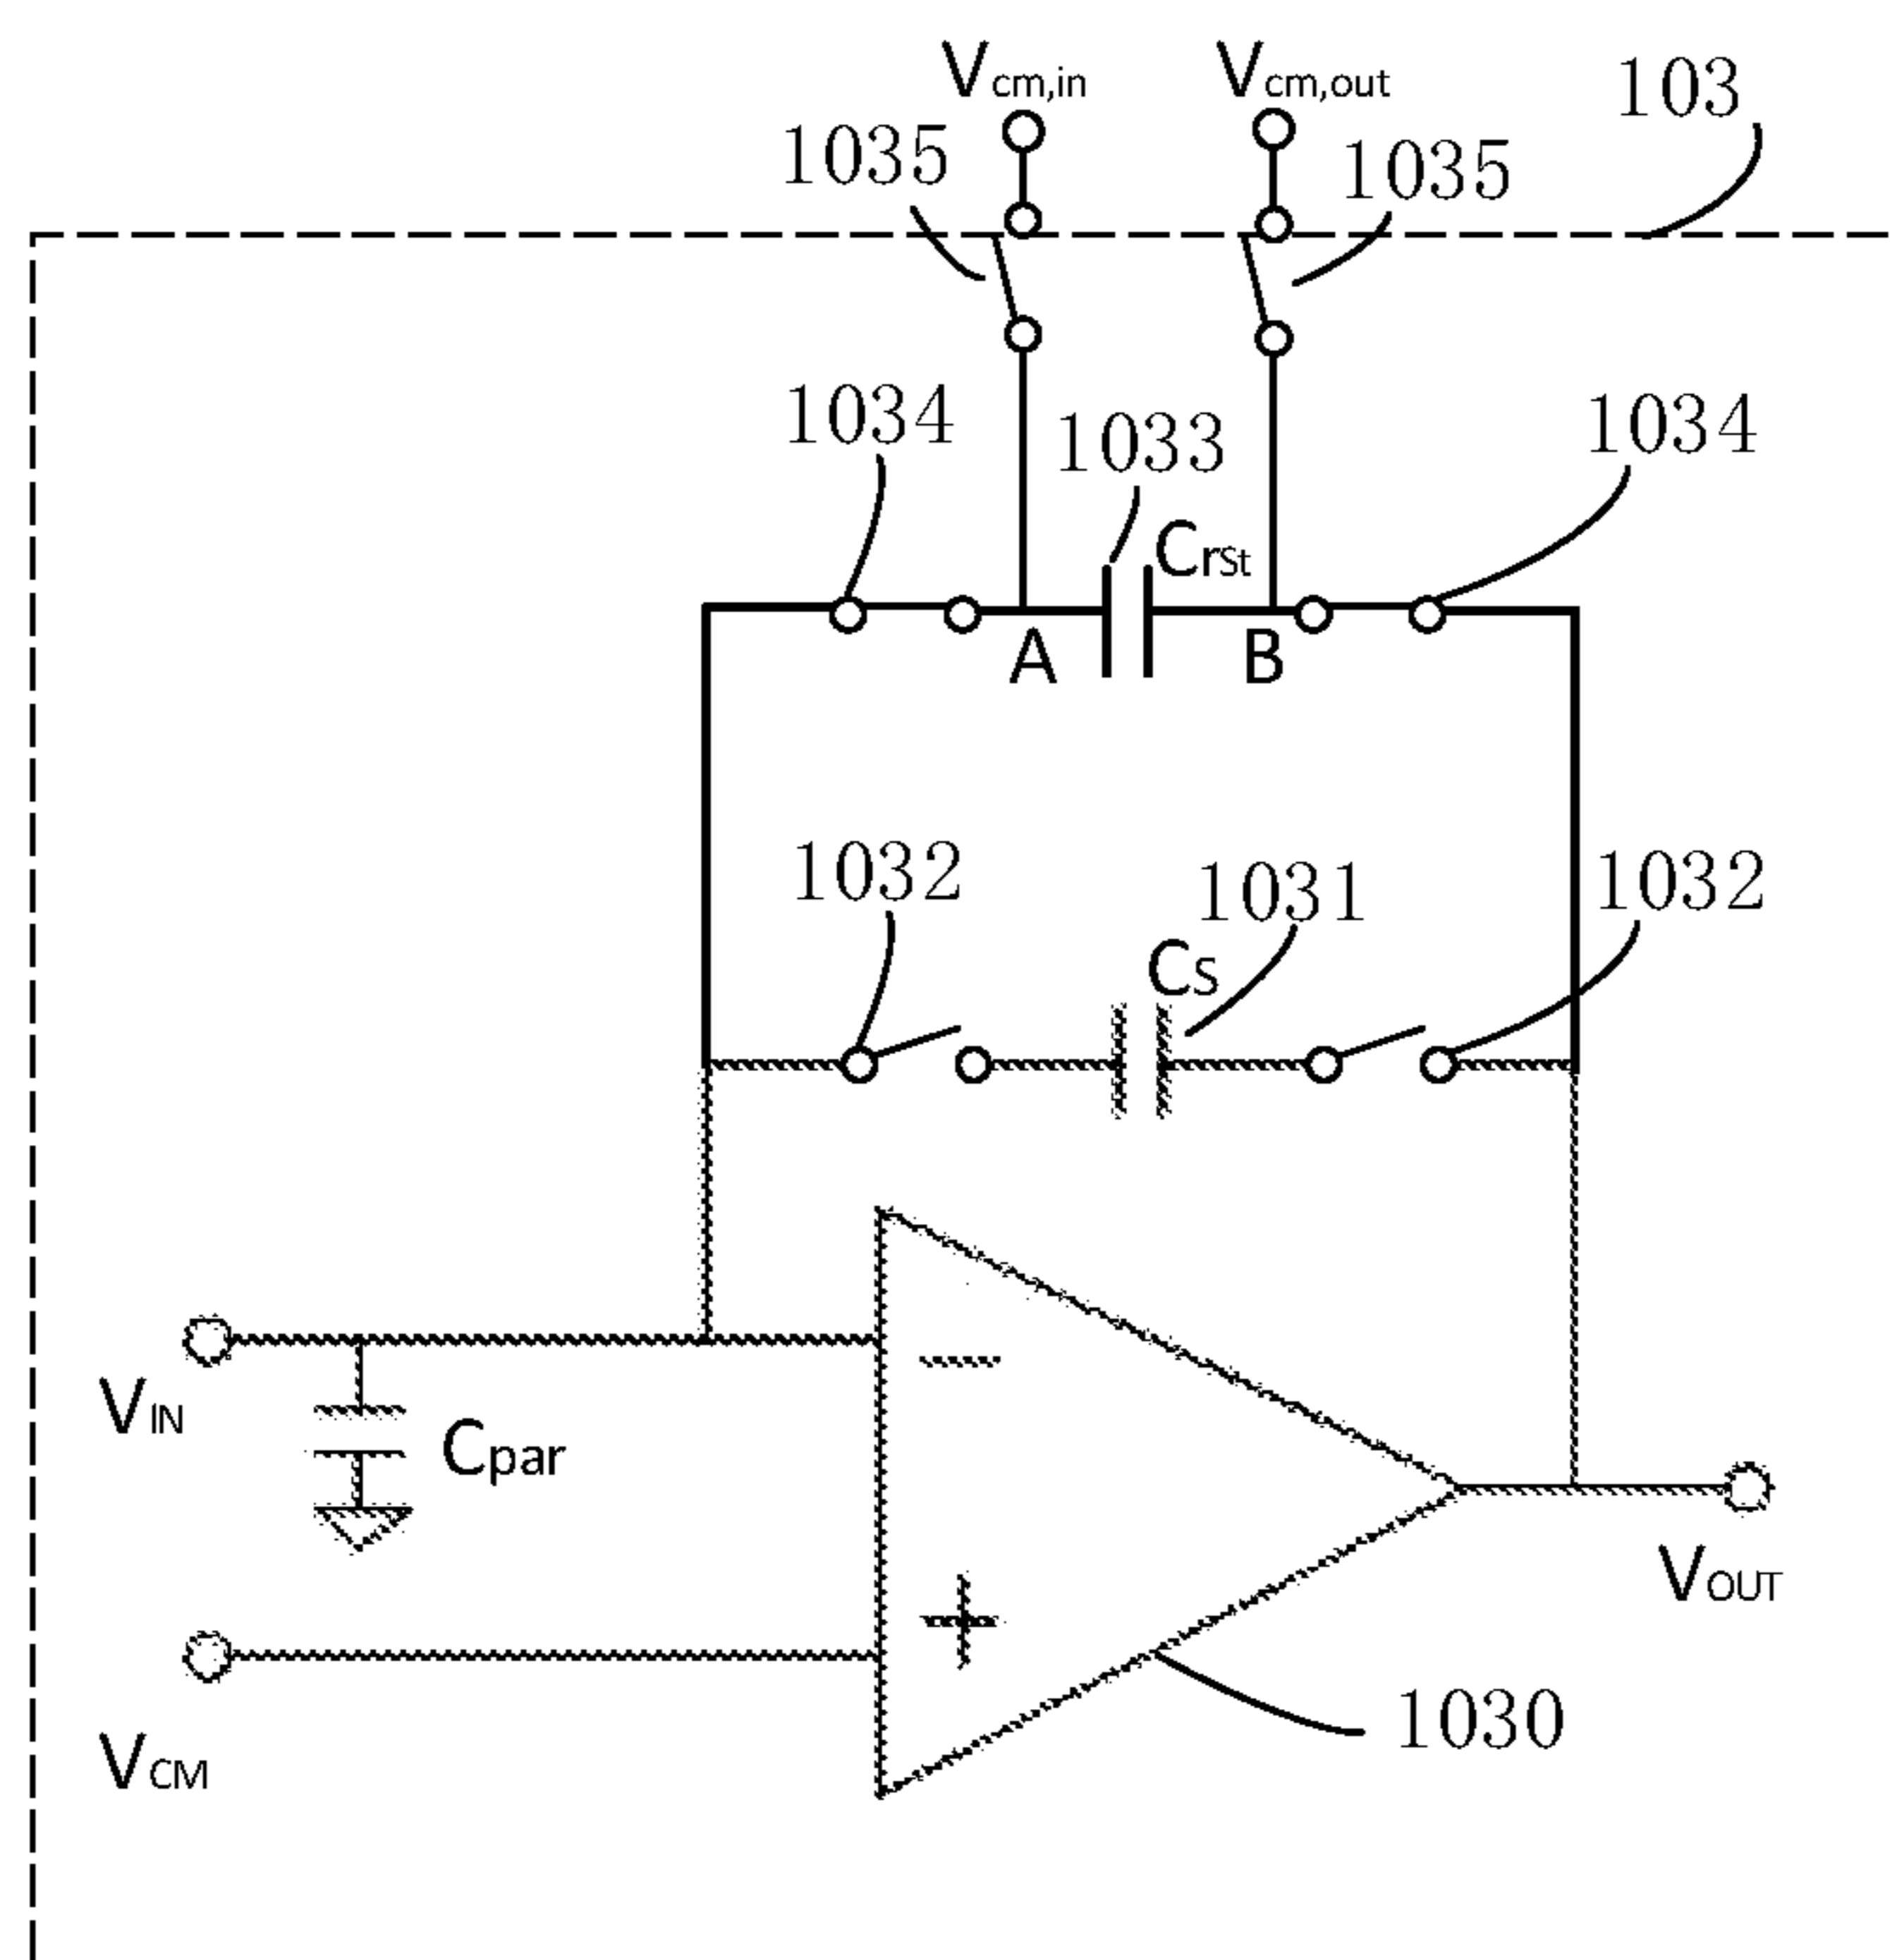 Vcm,in
Vcm,out
103
1035
1035
1034
1033
1034
CrSt
A
B
1032
1031
1032
CS
VIN
Cpar
−
+
VOUT
VCM
1030